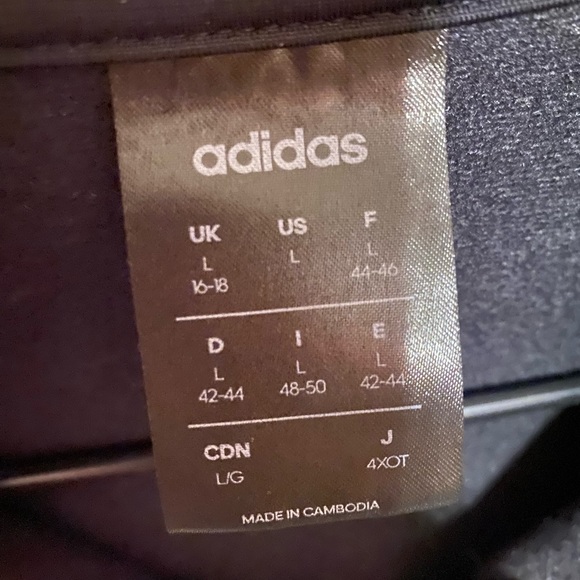 adidas
UK US F
L L L
16-18 44-46
D I E
L L L
42-44 48-50 42-44
CDN J
L/G 4XOT
MADE IN CAMBODIA